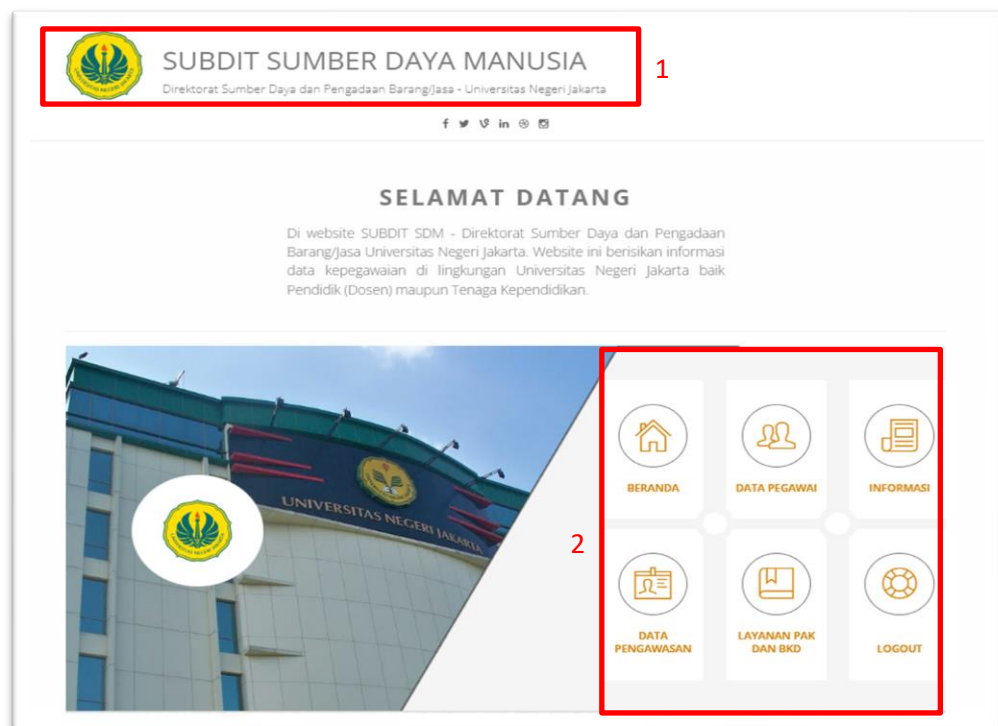 SUBDIT SUMBER DAYA MANUSIA
Direktorat Sumber Daya dan Pengadaan Barang/Jasa - Universitas Negeri Jakarta
1
SELAMAT DATANG
Di website SUBDIT SDM - Direktorat Sumber Daya dan Pengadaan
Barang/Jasa Universitas Negeri Jakarta. Website ini berisikan informasi
data kepegawaian di lingkungan Universitas Negeri Jakarta baik
Pendidik (Dosen) maupun Tenaga Kependidikan.
UNIVERSITAS NEGERI JAKARTA
BERANDA
DATA PEGAWAI
INFORMASI
2
DATA
PENGAWASAN
LAYANAN PAK
DAN BKD
LOGOUT